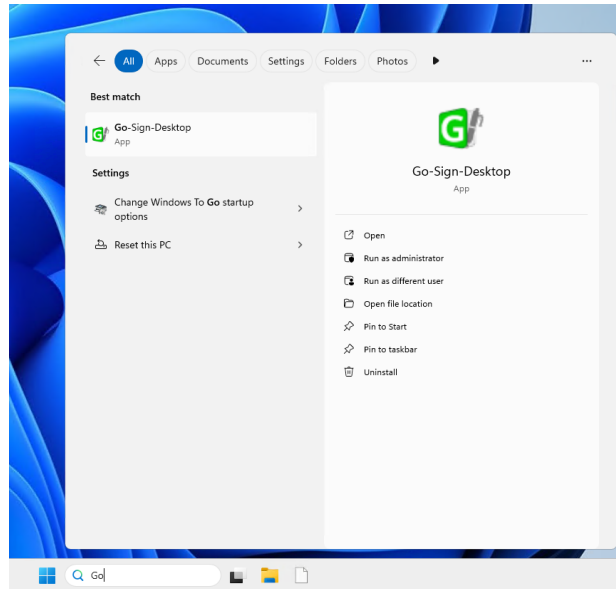 All Apps Documents Settings Folders Photos
Best match
Go-Sign-Desktop
App
Settings
Change Windows To Go startup
options
Reset this PC
G
Go-Sign-Desktop
App
Open
Run as administrator
Run as different user
Open file location
Pin to Start
Pin to taskbar
Uninstall
Go